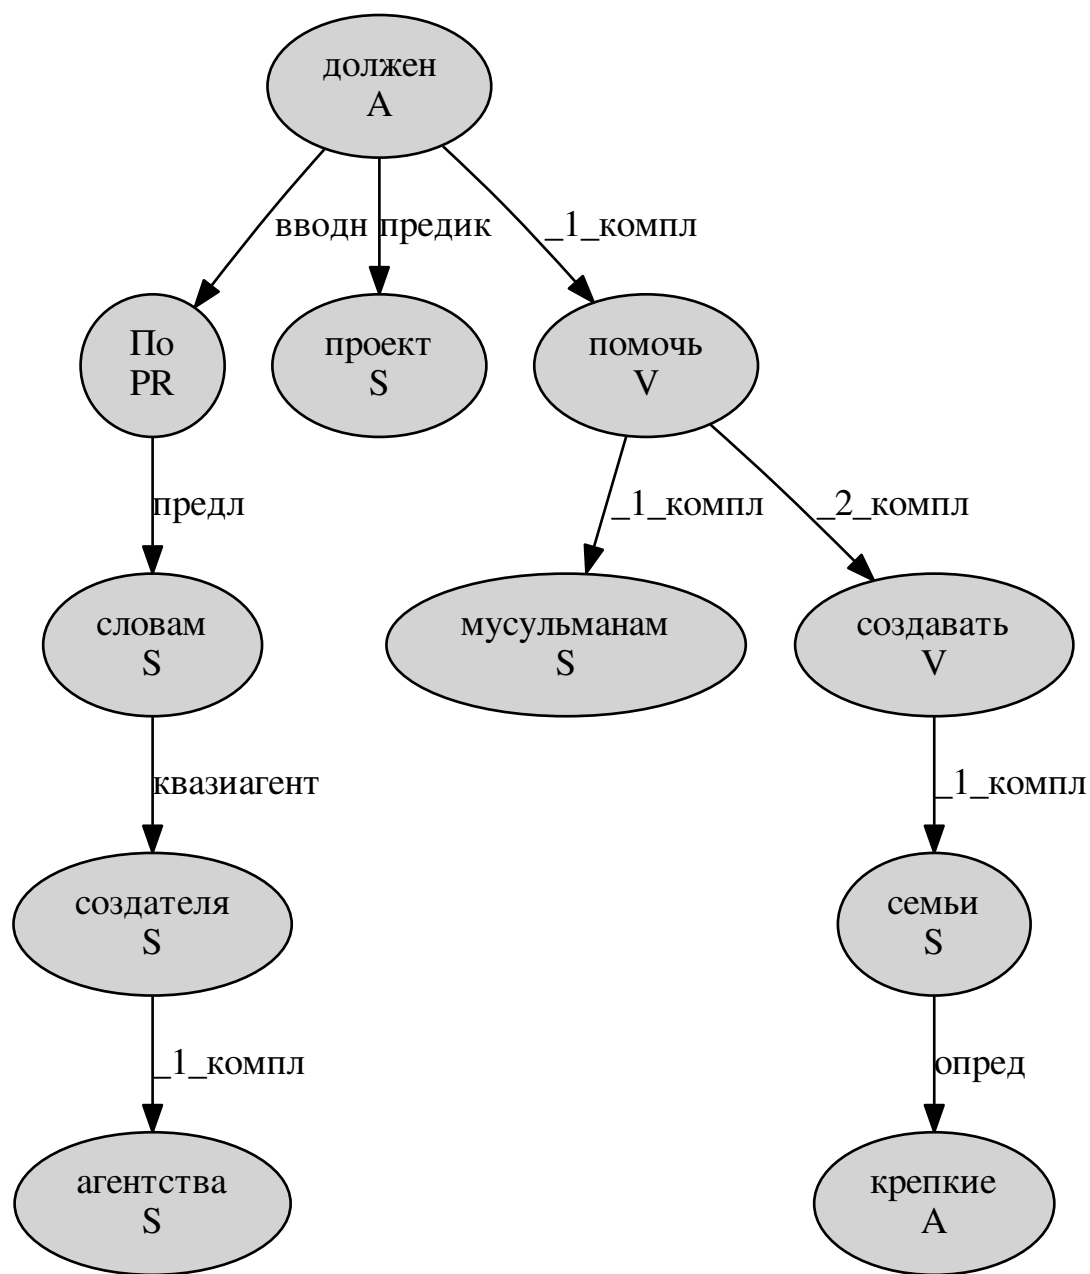 должен
A
вводн
предик
_1_компл
По
PR
проект
S
помочь
V
предл
_1_компл
_2_компл
словам
S
мусульманам
S
создавать
V
квазиагент
_1_компл
создателя
S
семьи
S
_1_компл
опред
агентства
S
крепкие
A